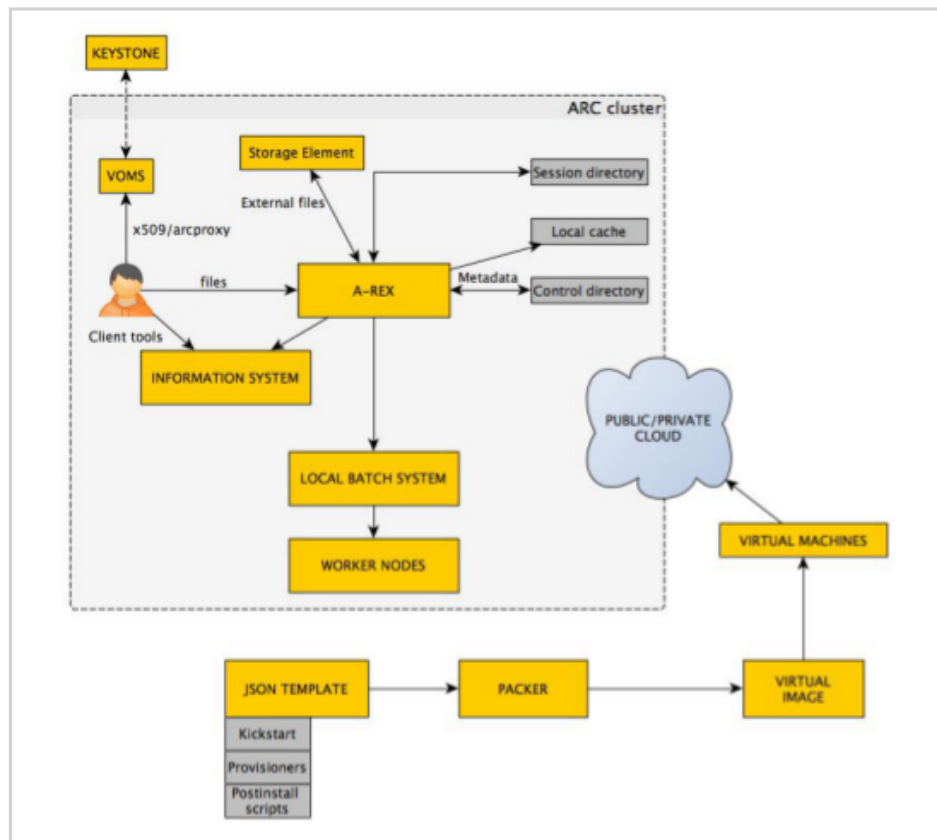 KEYSTONE
ARC cluster
Storage Element
VOMS
Session directory
External files
x509/arcproxy
Local cache
files
A-REX
Metadata
Control directory
Client tools
INFORMATION SYSTEM
PUBLIC/PRIVATE
CLOUD
LOCAL BATCH SYSTEM
VIRTUAL MACHINES
WORKER NODES
JSON TEMPLATE
PACKER
VIRTUAL
IMAGE
Kickstart
Provisioners
Postinstall
scripts